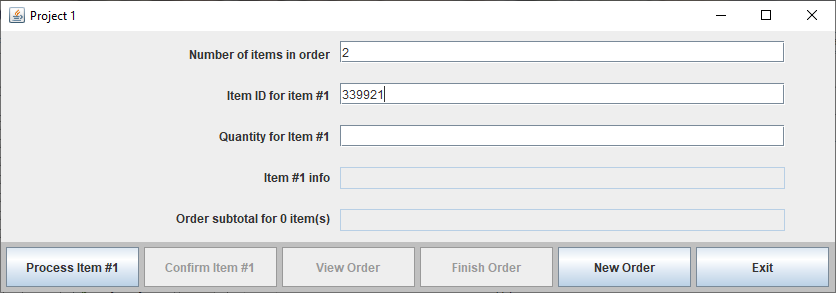 Project 1
Number of items in order 2
Item ID for item #1 339921
Quantity for Item #1
Item #1 info
Order subtotal for 0 item(s)
Process Item #1 Confirm Item #1 View Order Finish Order New Order Exit